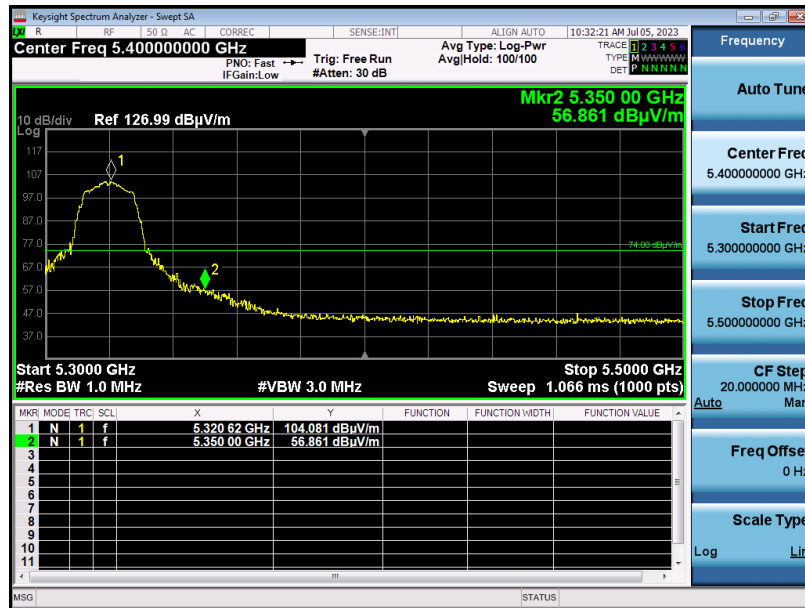 Keysight Spectrum Analyzer - Swept SA
LXI R RF 50 Ω AC CORREC SENSE:INT ALIGN AUTO 10:32:21 AM Jul 05, 2023
Center Freq 5.400000000 GHz
PNO: Fast
IFGain:Low
Trig: Free Run
#Atten: 30 dB
Avg Type: Log-Pwr
Avg|Hold: 100/100
TRACE 1 2 3 4 5 6
TYPE M WWWWW
DET P N N N N N
Mkr2 5.350 00 GHz
56.861 dBµV/m
10 dB/div Ref 126.99 dBµV/m
Log
117
107
97.0
87.0
77.0
67.0
57.0
47.0
37.0
1
2
74.00 dBµV/m
Start 5.3000 GHz Stop 5.5000 GHz
#Res BW 1.0 MHz #VBW 3.0 MHz Sweep 1.066 ms (1000 pts)
MKR MODE TRC SCL X Y FUNCTION FUNCTION WIDTH FUNCTION VALUE
1 N 1 f 5.320 62 GHz 104.081 dBµV/m
2 N 1 f 5.350 00 GHz 56.861 dBµV/m
3
4
5
6
7
8
9
10
11
MSG STATUS
Frequency
Auto Tune
Center Freq
5.400000000 GHz
Start Freq
5.300000000 GHz
Stop Freq
5.500000000 GHz
CF Step
20.000000 MHz
Auto Man
Freq Offset
0 Hz
Scale Type
Log Lin